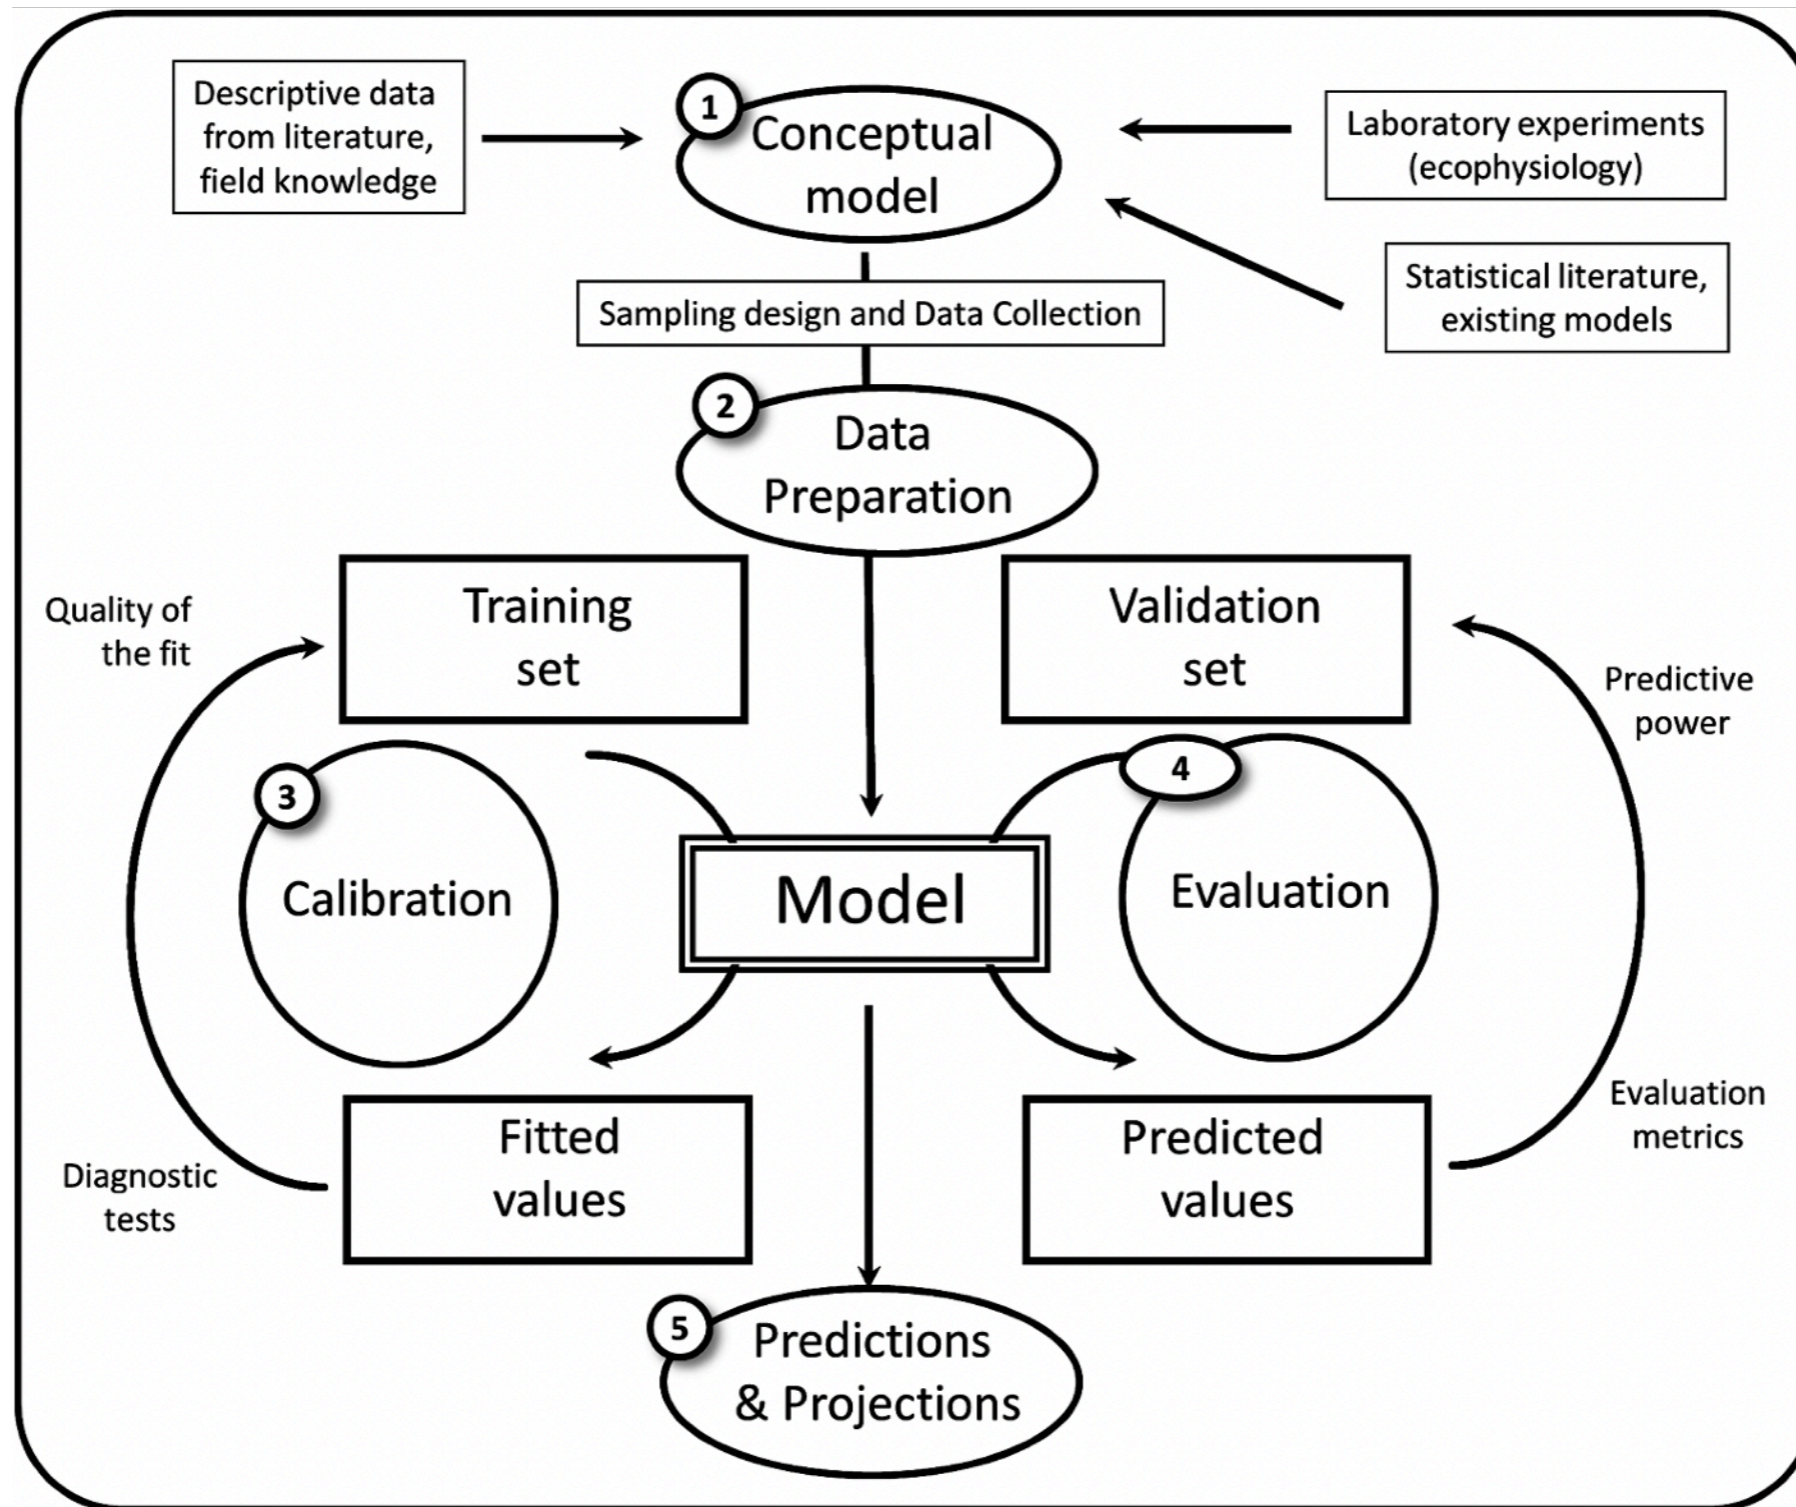 Descriptive data
from literature,
field knowledge
1
Conceptual
model
Laboratory experiments
(ecophysiology)
Statistical literature,
existing models
Sampling design and Data Collection
2
Data
Preparation
Quality of
the fit
Training
set
Validation
set
Predictive
power
3
Calibration
Model
4
Evaluation
Diagnostic
tests
Fitted
values
Predicted
values
Evaluation
metrics
5
Predictions
& Projections